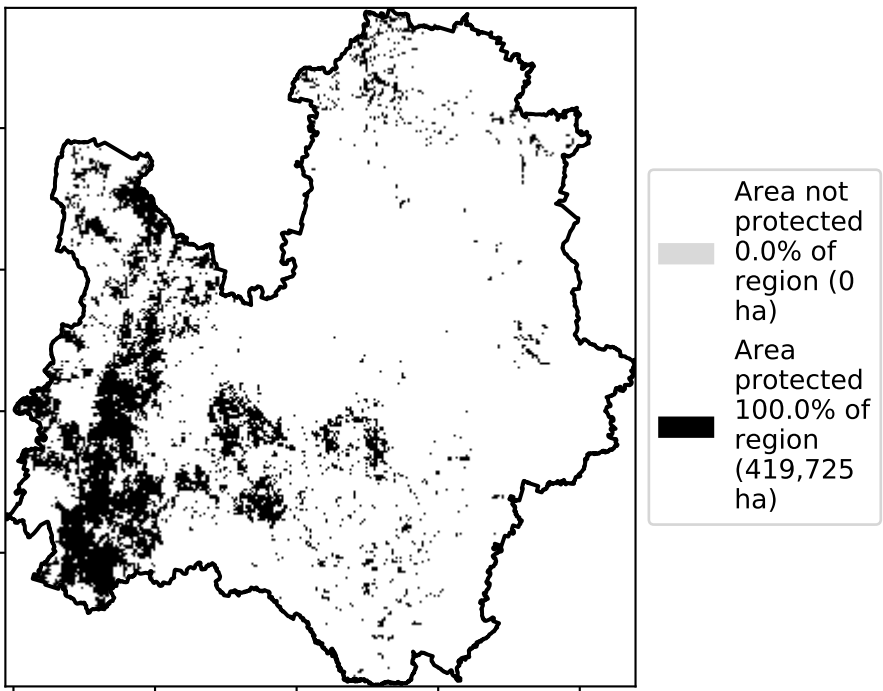 Area not
protected
0.0% of
region (0
ha)
Area
protected
100.0% of
region
(419,725
ha)